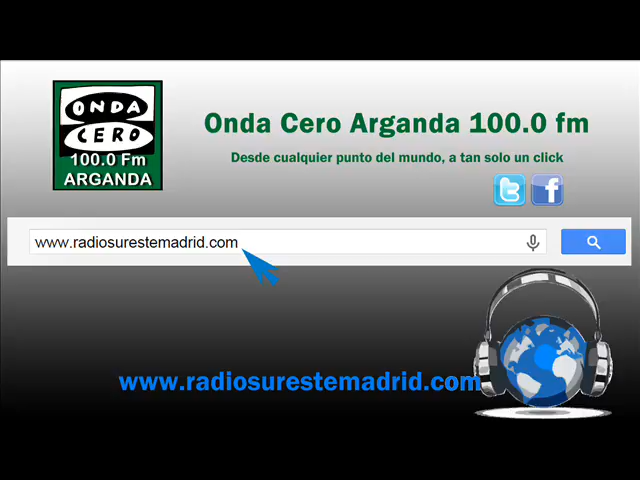 ONDA
CERO
100.0 Fm
ARGANDA
Onda Cero Arganda 100.0 fm
Desde cualquier punto del mundo, a tan solo un click
www.radiosurestemadrid.com
www.radiosurestemadrid.com